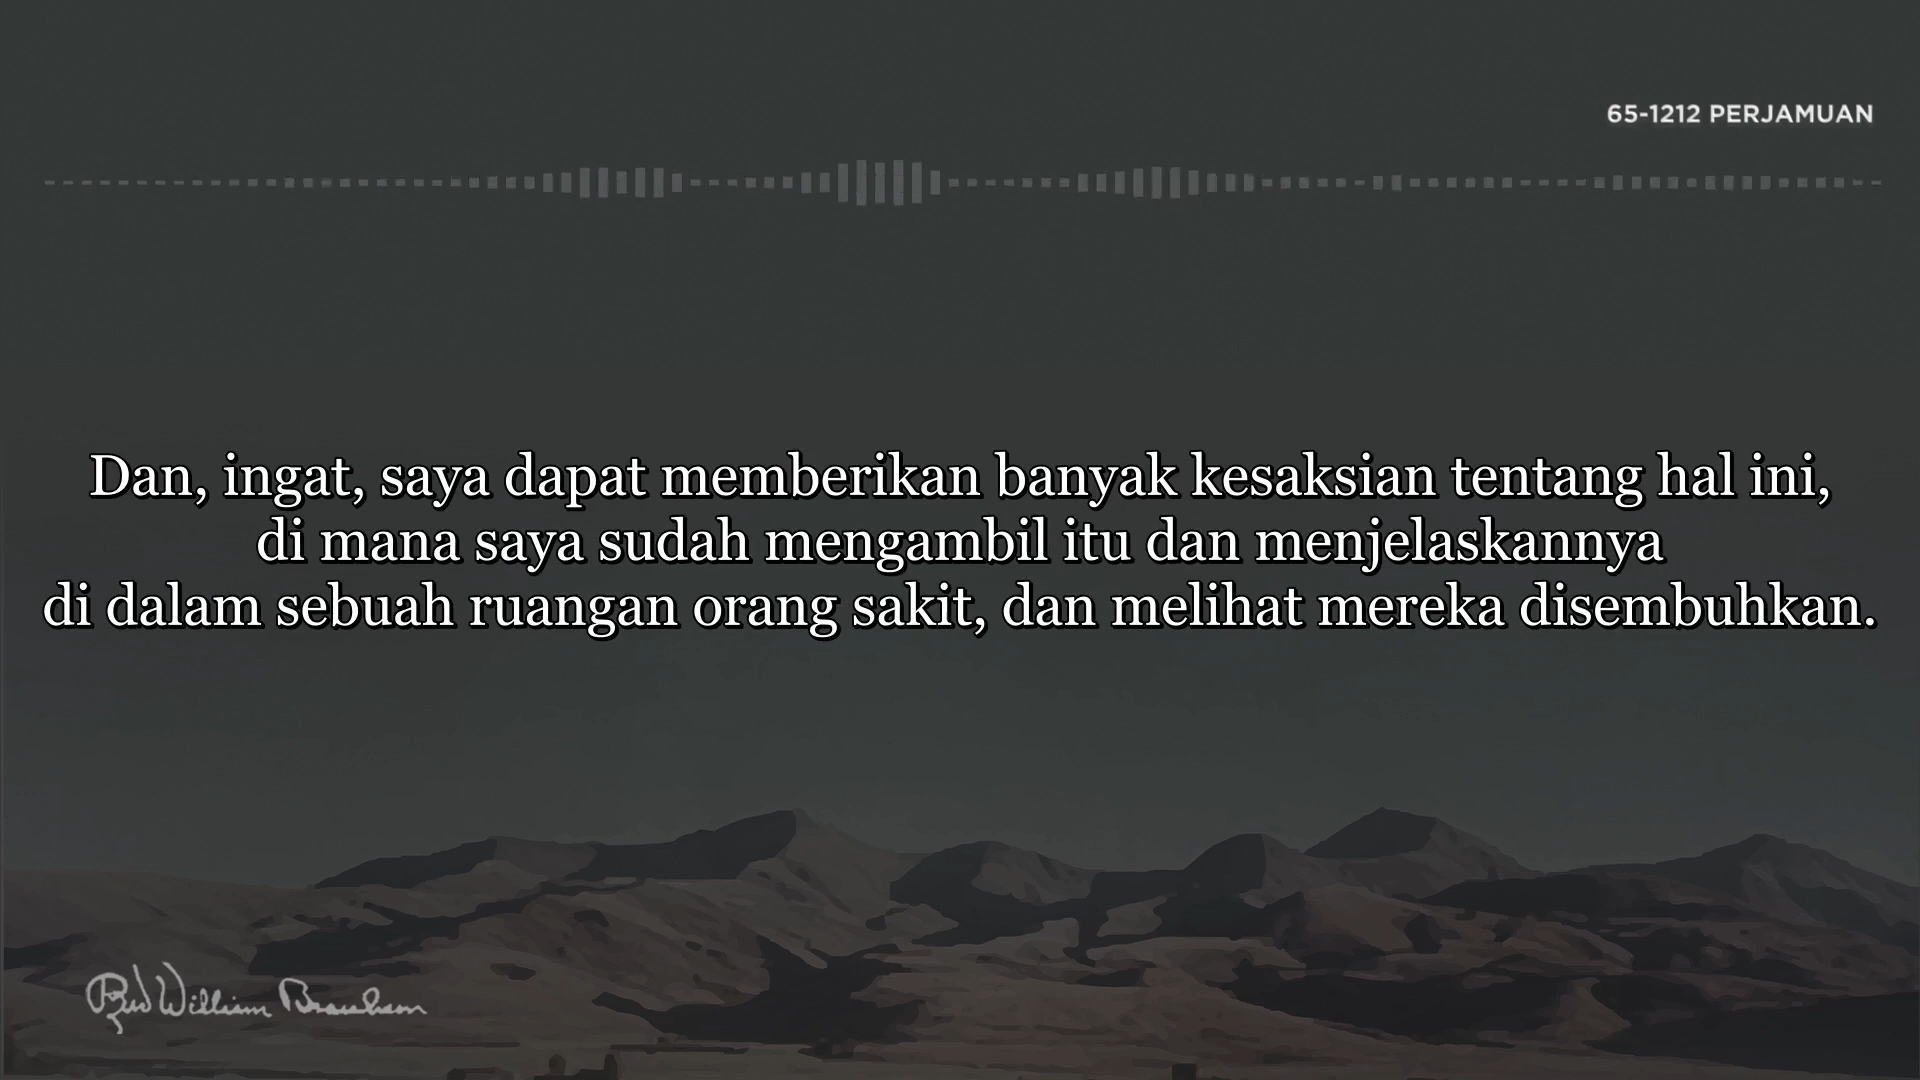 65-1212 PERJAMUAN
Dan, ingat, saya dapat memberikan banyak kesaksian tentang hal ini,
di mana saya sudah mengambil itu dan menjelaskannya
di dalam sebuah ruangan orang sakit, dan melihat mereka disembuhkan.
William Branham